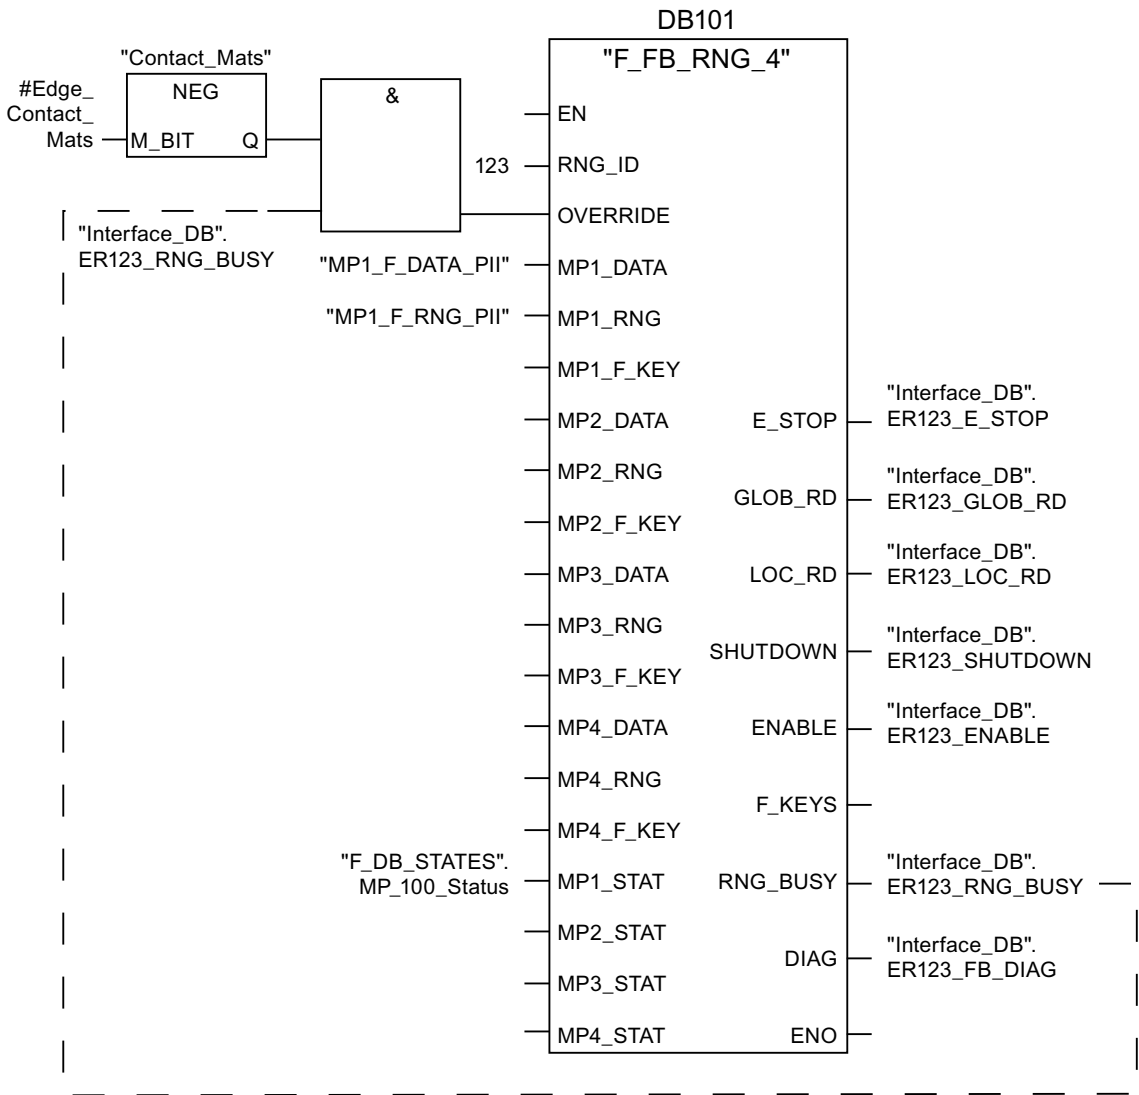 DB101
"F_FB_RNG_4"
"Contact_Mats"
#Edge_
Contact_
Mats
NEG
M_BIT Q
&
"Interface_DB".
ER123_RNG_BUSY
EN
123
RNG_ID
OVERRIDE
"MP1_F_DATA_PII"
MP1_DATA
"MP1_F_RNG_PII"
MP1_RNG
MP1_F_KEY
MP2_DATA
MP2_RNG
MP2_F_KEY
MP3_DATA
MP3_RNG
MP3_F_KEY
MP4_DATA
MP4_RNG
MP4_F_KEY
"F_DB_STATES".
MP_100_Status
MP1_STAT
MP2_STAT
MP3_STAT
MP4_STAT
E_STOP
"Interface_DB".
ER123_E_STOP
GLOB_RD
"Interface_DB".
ER123_GLOB_RD
LOC_RD
"Interface_DB".
ER123_LOC_RD
SHUTDOWN
"Interface_DB".
ER123_SHUTDOWN
ENABLE
"Interface_DB".
ER123_ENABLE
F_KEYS
RNG_BUSY
"Interface_DB".
ER123_RNG_BUSY
DIAG
"Interface_DB".
ER123_FB_DIAG
ENO